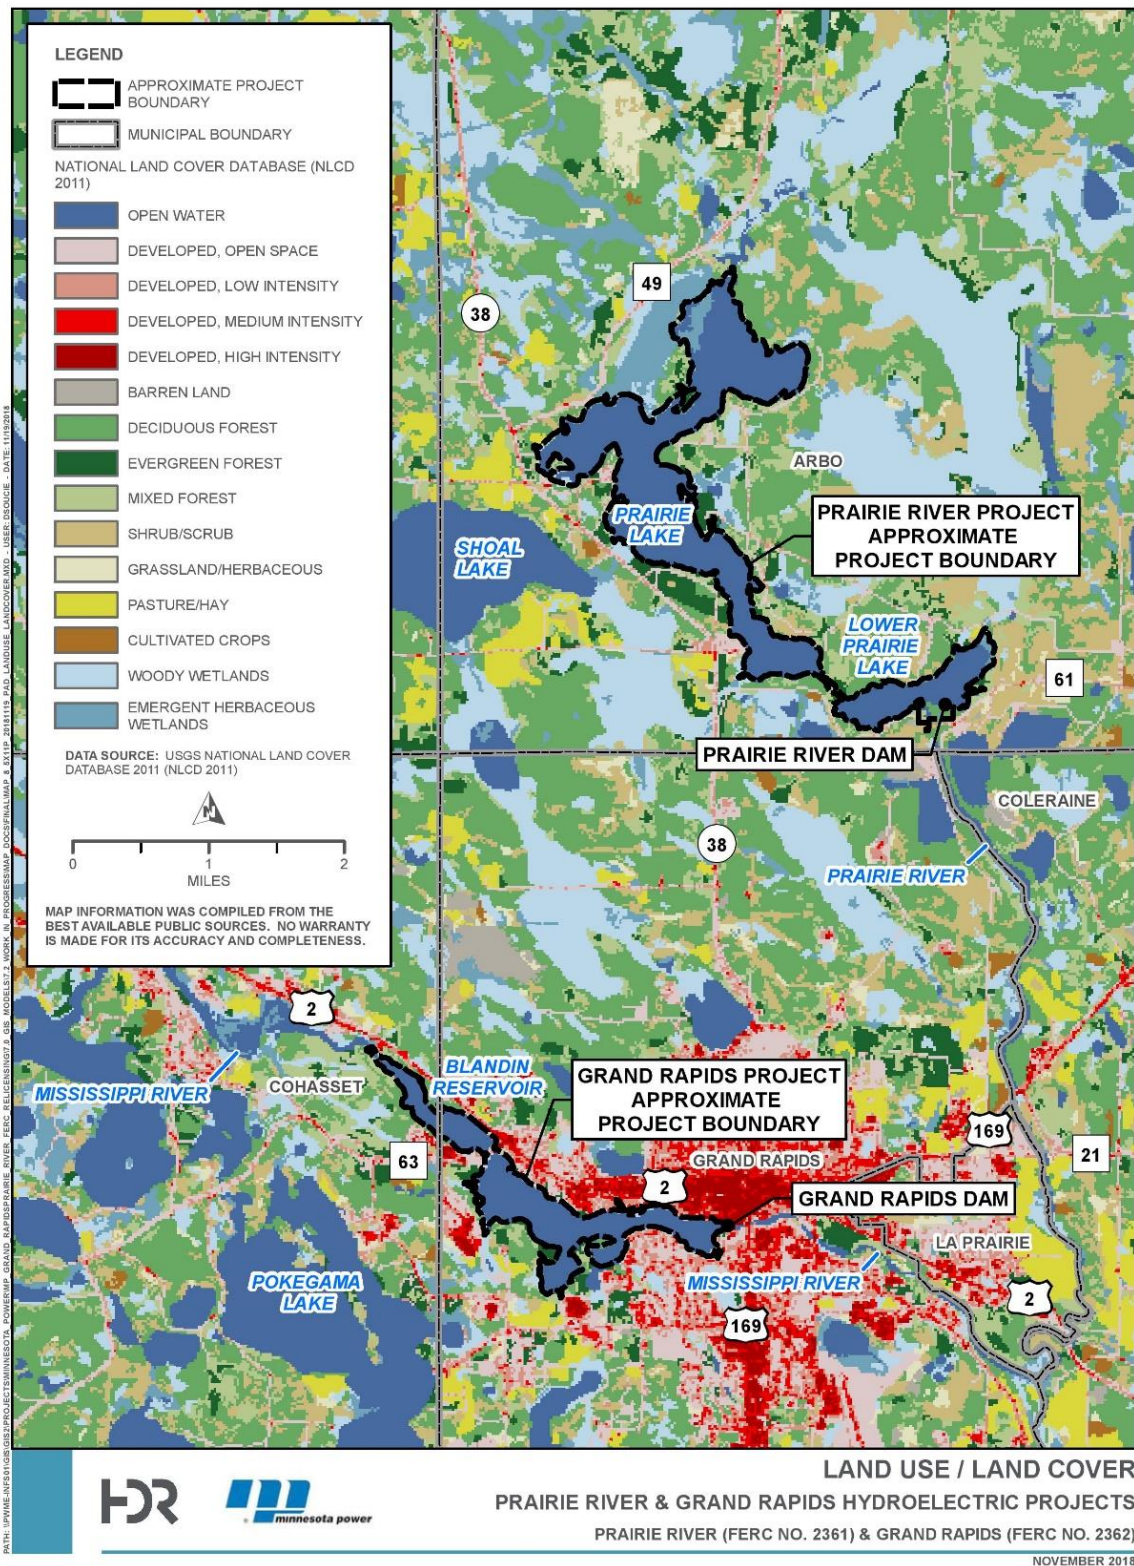 LEGEND
APPROXIMATE PROJECT
BOUNDARY
MUNICIPAL BOUNDARY
NATIONAL LAND COVER DATABASE (NLCD
2011)
OPEN WATER
DEVELOPED, OPEN SPACE
DEVELOPED, LOW INTENSITY
DEVELOPED, MEDIUM INTENSITY
DEVELOPED, HIGH INTENSITY
BARREN LAND
DECIDUOUS FOREST
EVERGREEN FOREST
MIXED FOREST
SHRUB/SCRUB
GRASSLAND/HERBACEOUS
PASTURE/HAY
CULTIVATED CROPS
WOODY WETLANDS
EMERGENT HERBACEOUS
WETLANDS
DATA SOURCE: USGS NATIONAL LAND COVER
DATABASE 2011 (NLCD 2011)
N
0 1 2
MILES
MAP INFORMATION WAS COMPILED FROM THE
BEST AVAILABLE PUBLIC SOURCES. NO WARRANTY
IS MADE FOR ITS ACCURACY AND COMPLETENESS.
49
38
ARBO
PRAIRIE
LAKE
PRAIRIE RIVER PROJECT
APPROXIMATE
PROJECT BOUNDARY
SHOAL
LAKE
LOWER
PRAIRIE
LAKE
61
PRAIRIE RIVER DAM
COLERAINE
38
PRAIRIE RIVER
2
MISSISSIPPI RIVER
COHASSET
BLANDIN
RESERVOIR
GRAND RAPIDS PROJECT
APPROXIMATE
PROJECT BOUNDARY
169
63
21
GRAND RAPIDS
2
GRAND RAPIDS DAM
LA PRAIRIE
POKEGAMA
LAKE
MISSISSIPPI RIVER
2
169
HDR
minnesota power
LAND USE / LAND COVER
PRAIRIE RIVER & GRAND RAPIDS HYDROELECTRIC PROJECTS
PRAIRIE RIVER (FERC NO. 2361) & GRAND RAPIDS (FERC NO. 2362)
NOVEMBER 201